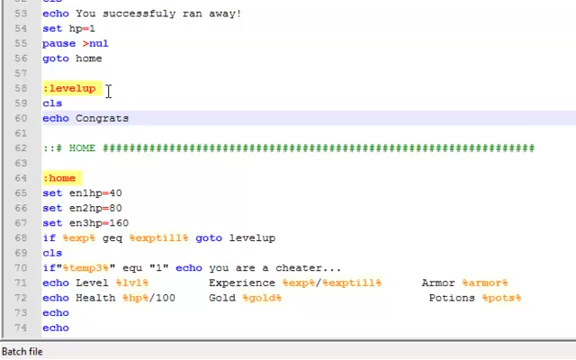 52 cls
53 echo You successfuly ran away!
54 set hp=1
55 pause >nul
56 goto home
57
58 :levelup
59 cls
60 echo Congrats
61
62 ::# HOME #################################################################
63
64 :home
65 set en1hp=40
66 set en2hp=80
67 set en3hp=160
68 if %exp% geq %exptill% goto levelup
69 cls
70 if"%temp3%" equ "1" echo you are a cheater...
71 echo Level %lvl% Experience %exp%/%exptill% Armor %armor%
72 echo Health %hp%/100 Gold %gold% Potions %pots%
73 echo
74 echo
Batch file